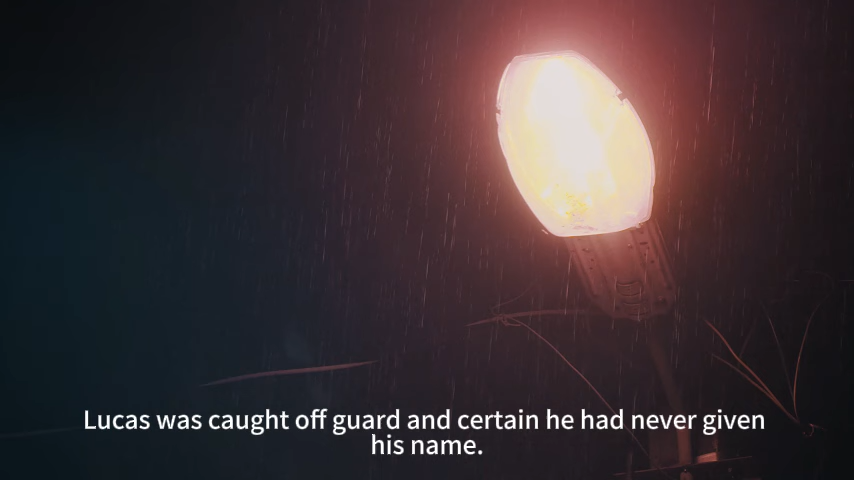 Lucas was caught off guard and certain he had never given
his name.